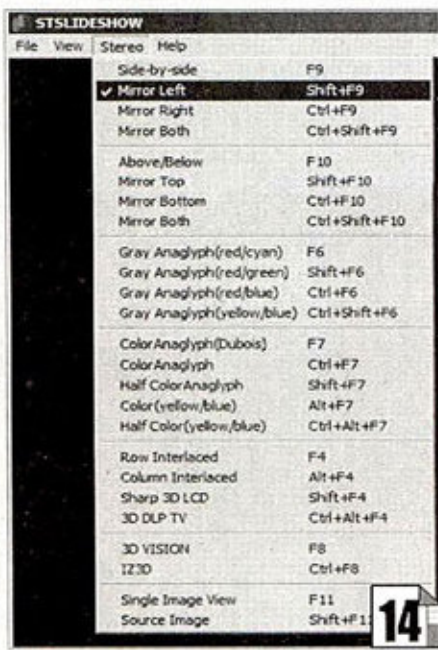 STSLIDESHOW
File View Stereo Help
Side-by-side F9
✔ Mirror Left Shift+F9
Mirror Right Ctrl+F9
Mirror Both Ctrl+Shift+F9
Above/Below F10
Mirror Top Shift+F10
Mirror Bottom Ctrl+F10
Mirror Both Ctrl+Shift+F10
Gray Anaglyph(red/cyan) F6
Gray Anaglyph(red/green) Shift+F6
Gray Anaglyph(red/blue) Ctrl+F6
Gray Anaglyph(yellow/blue) Ctrl+Shift+F6
ColorAnaglyph(Dubois) F7
ColorAnaglyph Ctrl+F7
Half ColorAnaglyph Shift+F7
Color(yellow/blue) Alt+F7
Half Color(yellow/blue) Ctrl+Alt+F7
Row Interlaced F4
Column Interlaced Alt+F4
Sharp 3D LCD Shift+F4
3D DLP TV Ctrl+Alt+F4
3D VISION F8
IZ3D Ctrl+F8
Single Image View F11
Source Image
14